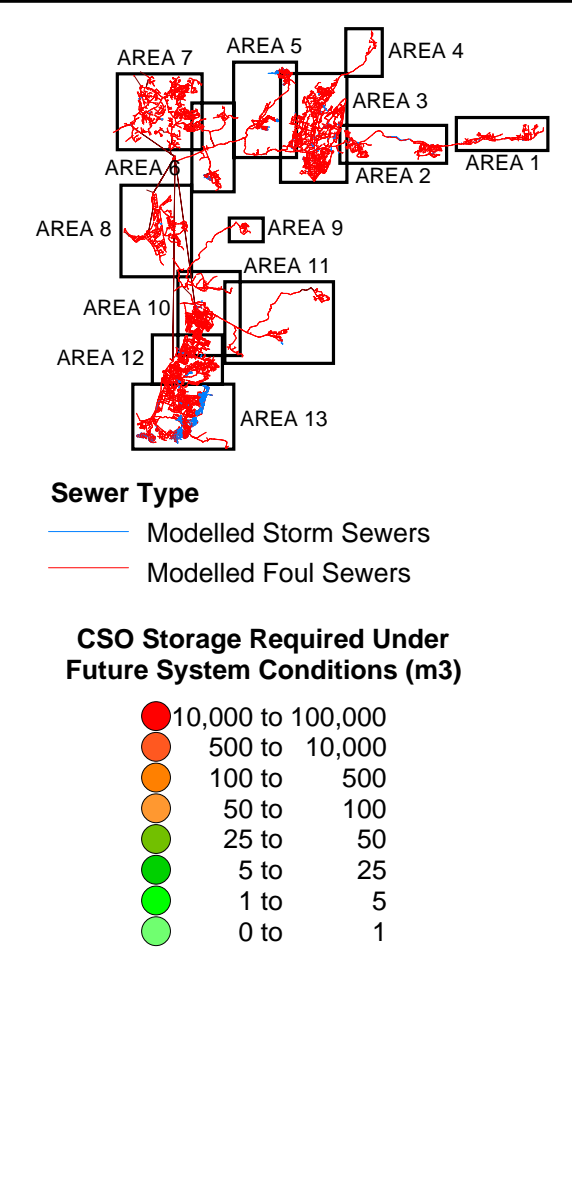 AREA 5
AREA 4
AREA 7
AREA 3
AREA 1
AREA 6
AREA 2
AREA 8
AREA 9
AREA 11
AREA 10
AREA 12
AREA 13
Sewer Type
Modelled Storm Sewers
Modelled Foul Sewers
CSO Storage Required Under
Future System Conditions (m3)
10,000 to 100,000
500 to 10,000
100 to 500
50 to 100
25 to 50
5 to 25
1 to 5
0 to 1